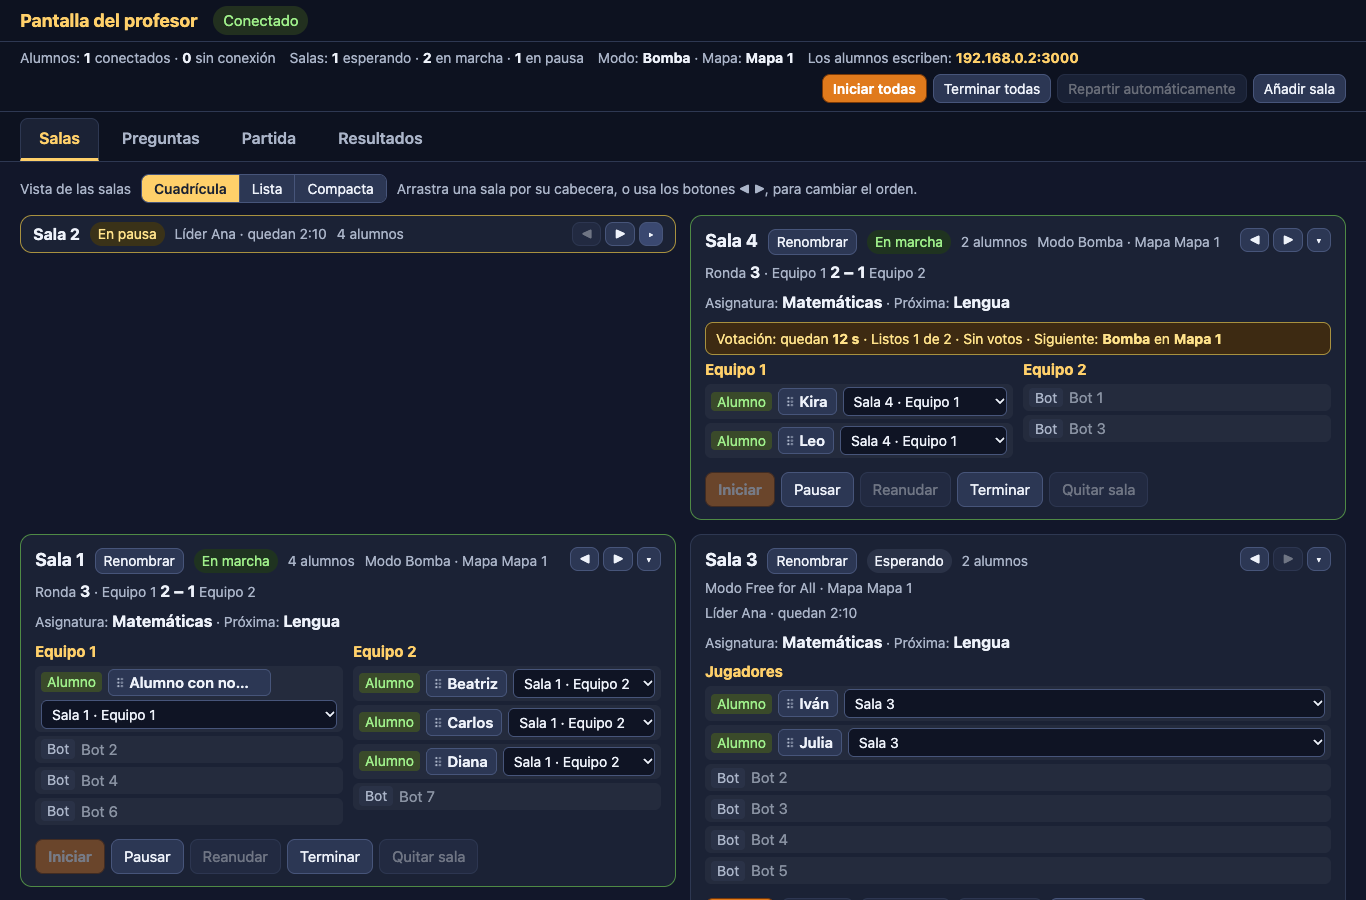 Pantalla del profesor Conectado
Alumnos: 1 conectados · 0 sin conexión Salas: 1 esperando · 2 en marcha · 1 en pausa Modo: Bomba · Mapa: Mapa 1 Los alumnos escriben: 192.168.0.2:3000
Iniciar todas Terminar todas Repartir automáticamente Añadir sala
Salas Preguntas Partida Resultados
Vista de las salas Cuadrícula Lista Compacta Arrastra una sala por su cabecera, o usa los botones ◀ ▶, para cambiar el orden.
Sala 2 En pausa Líder Ana · quedan 2:10 4 alumnos ◀ ▶ ▸
Sala 4 Renombrar En marcha 2 alumnos Modo Bomba · Mapa Mapa 1 ◀ ▶ ▾
Ronda 3 · Equipo 1 2 – 1 Equipo 2
Asignatura: Matemáticas · Próxima: Lengua
Votación: quedan 12 s · Listos 1 de 2 · Sin votos · Siguiente: Bomba en Mapa 1
Equipo 1
Alumno Kira Sala 4 · Equipo 1
Alumno Leo Sala 4 · Equipo 1
Equipo 2
Bot Bot 1
Bot Bot 3
Iniciar Pausar Reanudar Terminar Quitar sala
Sala 1 Renombrar En marcha 4 alumnos Modo Bomba · Mapa Mapa 1 ◀ ▶ ▾
Ronda 3 · Equipo 1 2 – 1 Equipo 2
Asignatura: Matemáticas · Próxima: Lengua
Equipo 1
Alumno Alumno con no...
Sala 1 · Equipo 1
Bot Bot 2
Bot Bot 4
Bot Bot 6
Equipo 2
Alumno Beatriz Sala 1 · Equipo 2
Alumno Carlos Sala 1 · Equipo 2
Alumno Diana Sala 1 · Equipo 2
Bot Bot 7
Iniciar Pausar Reanudar Terminar Quitar sala
Sala 3 Renombrar Esperando 2 alumnos ◀ ▶ ▾
Modo Free for All · Mapa Mapa 1
Líder Ana · quedan 2:10
Asignatura: Matemáticas · Próxima: Lengua
Jugadores
Alumno Iván Sala 3
Alumno Julia Sala 3
Bot Bot 2
Bot Bot 3
Bot Bot 4
Bot Bot 5